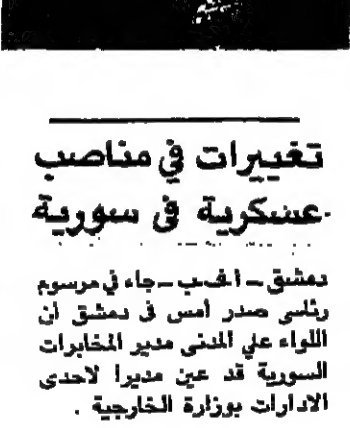 تغييرات في مناصب
عسكرية في سورية
دمشق - ا ف ب - جاء في مرسوم
رئاسي صدر أمس في دمشق أن
اللواء علي المدني مدير المخابرات
السورية قد عين مديرا لاحدى
الادارات بوزارة الخارجية .